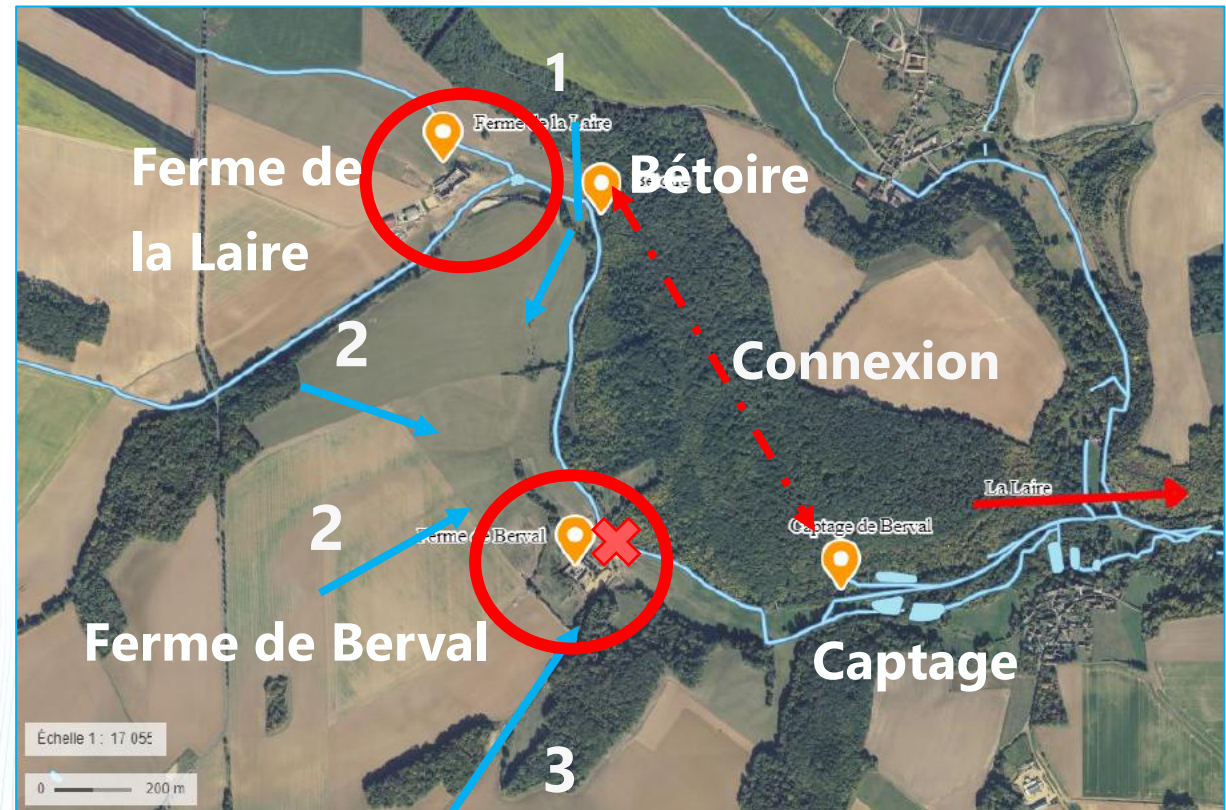 1
Ferme de la Laire
Ferme de
la Laire
Bétoire
2
Connexion
2
La Laire
Captage de Berval
Ferme de Berval
Ferme de Berval
Captage
3
Échelle 1 : 17 055
0 200 m